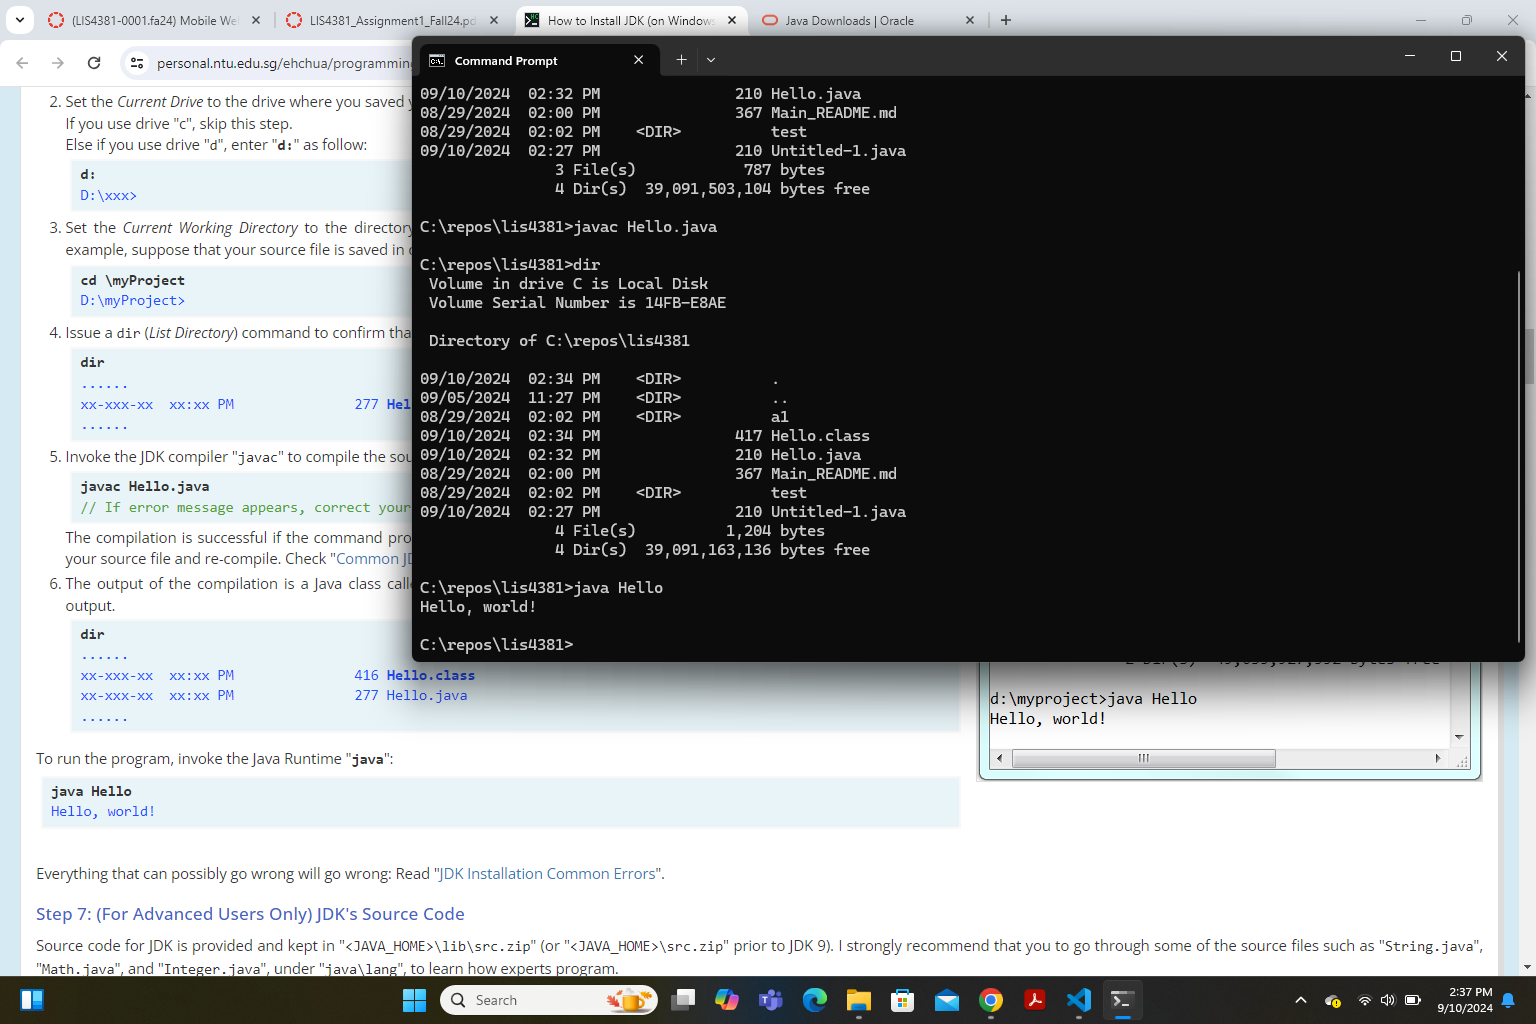 (LIS4381-0001.fa24) Mobile We
LIS4381_Assignment1_Fall24.pd
How to Install JDK (on Windows
Java Downloads | Oracle
personal.ntu.edu.sg/ehchua/programming
2. Set the Current Drive to the drive where you saved
If you use drive "c", skip this step.
Else if you use drive "d", enter "d:" as follow:
d:
D:\xxx>
3. Set the Current Working Directory to the directory
example, suppose that your source file is saved in
cd \myProject
D:\myProject>
4. Issue a dir (List Directory) command to confirm tha
dir
......
xx-xxx-xx  xx:xx PM               277 Hel
......
5. Invoke the JDK compiler "javac" to compile the sou
javac Hello.java
// If error message appears, correct your
The compilation is successful if the command pro
your source file and re-compile. Check "Common J
6. The output of the compilation is a Java class calle
output.
dir
......
xx-xxx-xx  xx:xx PM               416 Hello.class
xx-xxx-xx  xx:xx PM               277 Hello.java
......
To run the program, invoke the Java Runtime "java":
java Hello
Hello, world!
Everything that can possibly go wrong will go wrong: Read "JDK Installation Common Errors".
Step 7: (For Advanced Users Only) JDK's Source Code
Source code for JDK is provided and kept in "<JAVA_HOME>\lib\src.zip" (or "<JAVA_HOME>\src.zip" prior to JDK 9). I strongly recommend that you to go through some of the source files such as "String.java",
"Math.java", and "Integer.java", under "java\lang", to learn how experts program.
Command Prompt
09/10/2024  02:32 PM               210 Hello.java
08/29/2024  02:00 PM               367 Main_README.md
08/29/2024  02:02 PM    <DIR>          test
09/10/2024  02:27 PM               210 Untitled-1.java
3 File(s)            787 bytes
4 Dir(s)  39,091,503,104 bytes free
C:\repos\lis4381>javac Hello.java
C:\repos\lis4381>dir
Volume in drive C is Local Disk
Volume Serial Number is 14FB-E8AE
Directory of C:\repos\lis4381
09/10/2024  02:34 PM    <DIR>          .
09/05/2024  11:27 PM    <DIR>          ..
08/29/2024  02:02 PM    <DIR>          a1
09/10/2024  02:34 PM               417 Hello.class
09/10/2024  02:32 PM               210 Hello.java
08/29/2024  02:00 PM               367 Main_README.md
08/29/2024  02:02 PM    <DIR>          test
09/10/2024  02:27 PM               210 Untitled-1.java
4 File(s)          1,204 bytes
4 Dir(s)  39,091,163,136 bytes free
C:\repos\lis4381>java Hello
Hello, world!
C:\repos\lis4381>
d:\myproject>java Hello
Hello, world!
Search
2:37 PM
9/10/2024